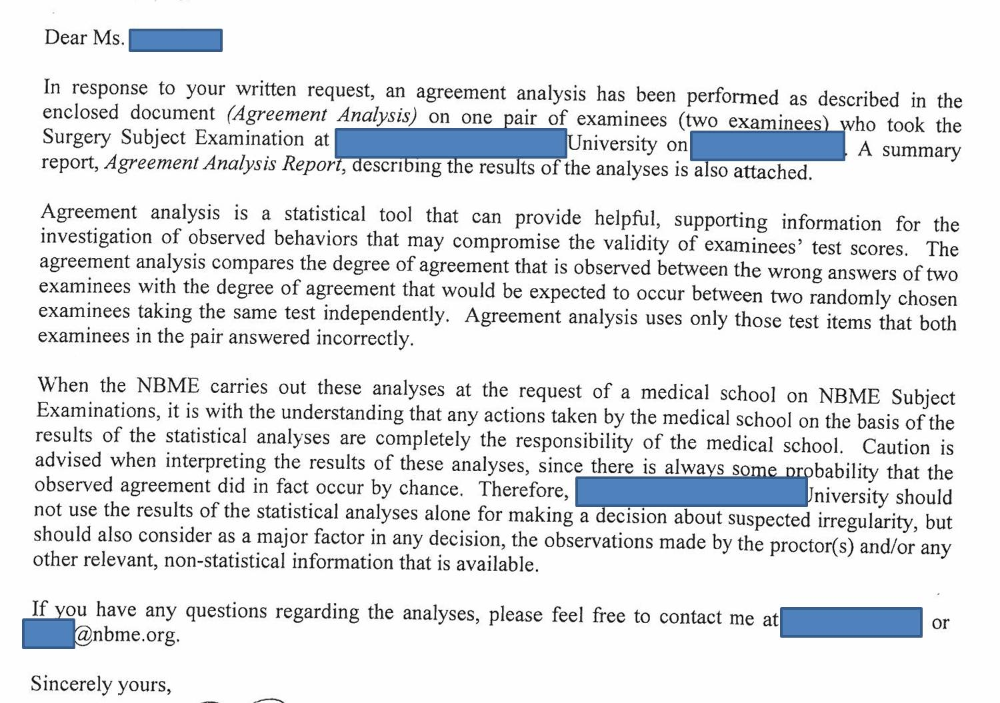 Dear Ms.
In response to your written request, an agreement analysis has been performed as described in the
enclosed document (Agreement Analysis) on one pair of examinees (two examinees) who took the
Surgery Subject Examination at University on . A summary
report, Agreement Analysis Report, describing the results of the analyses is also attached.
Agreement analysis is a statistical tool that can provide helpful, supporting information for the
investigation of observed behaviors that may compromise the validity of examinees’ test scores. The
agreement analysis compares the degree of agreement that is observed between the wrong answers of two
examinees with the degree of agreement that would be expected to occur between two randomly chosen
examinees taking the same test independently. Agreement analysis uses only those test items that both
examinees in the pair answered incorrectly.
When the NBME carries out these analyses at the request of a medical school on NBME Subject
Examinations, it is with the understanding that any actions taken by the medical school on the basis of the
results of the statistical analyses are completely the responsibility of the medical school. Caution is
advised when interpreting the results of these analyses, since there is always some probability that the
observed agreement did in fact occur by chance. Therefore, University should
not use the results of the statistical analyses alone for making a decision about suspected irregularity, but
should also consider as a major factor in any decision, the observations made by the proctor(s) and/or any
other relevant, non-statistical information that is available.
If you have any questions regarding the analyses, please feel free to contact me at or
@nbme.org.
Sincerely yours,